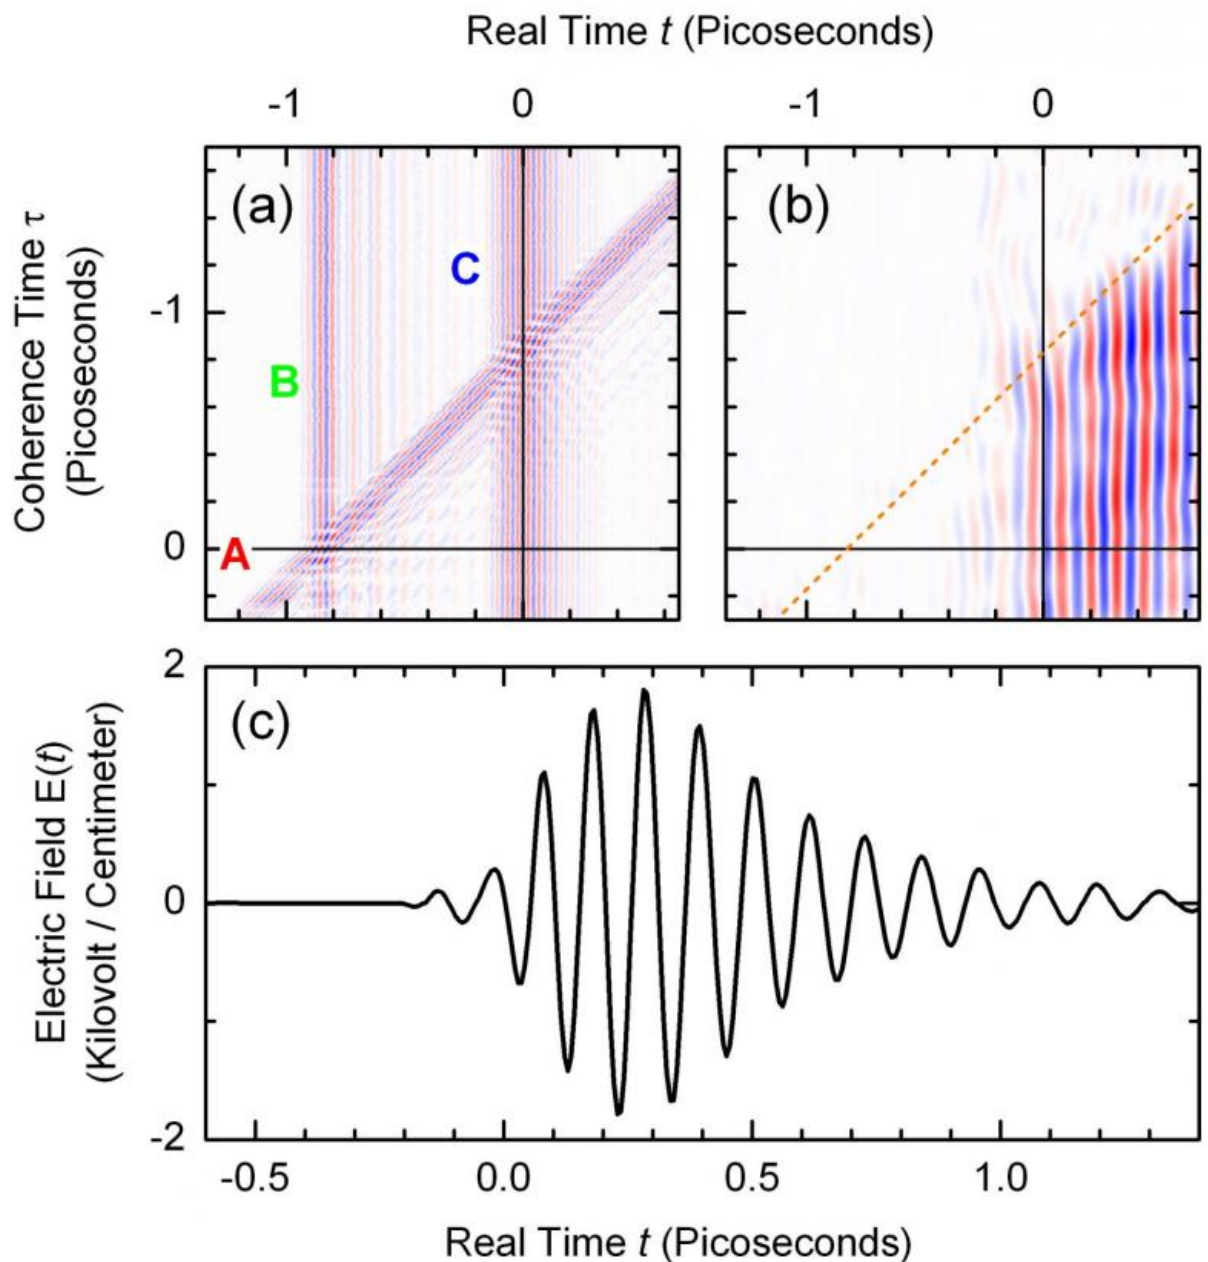 Real Time t (Picoseconds)
-1 0 -1 0
(a) (b)
Coherence Time τ
(Picoseconds)
-1
0
A
B
C
2
0
-2
(c)
Electric Field E(t)
(Kilovolt / Centimeter)
-0.5 0.0 0.5 1.0
Real Time t (Picoseconds)